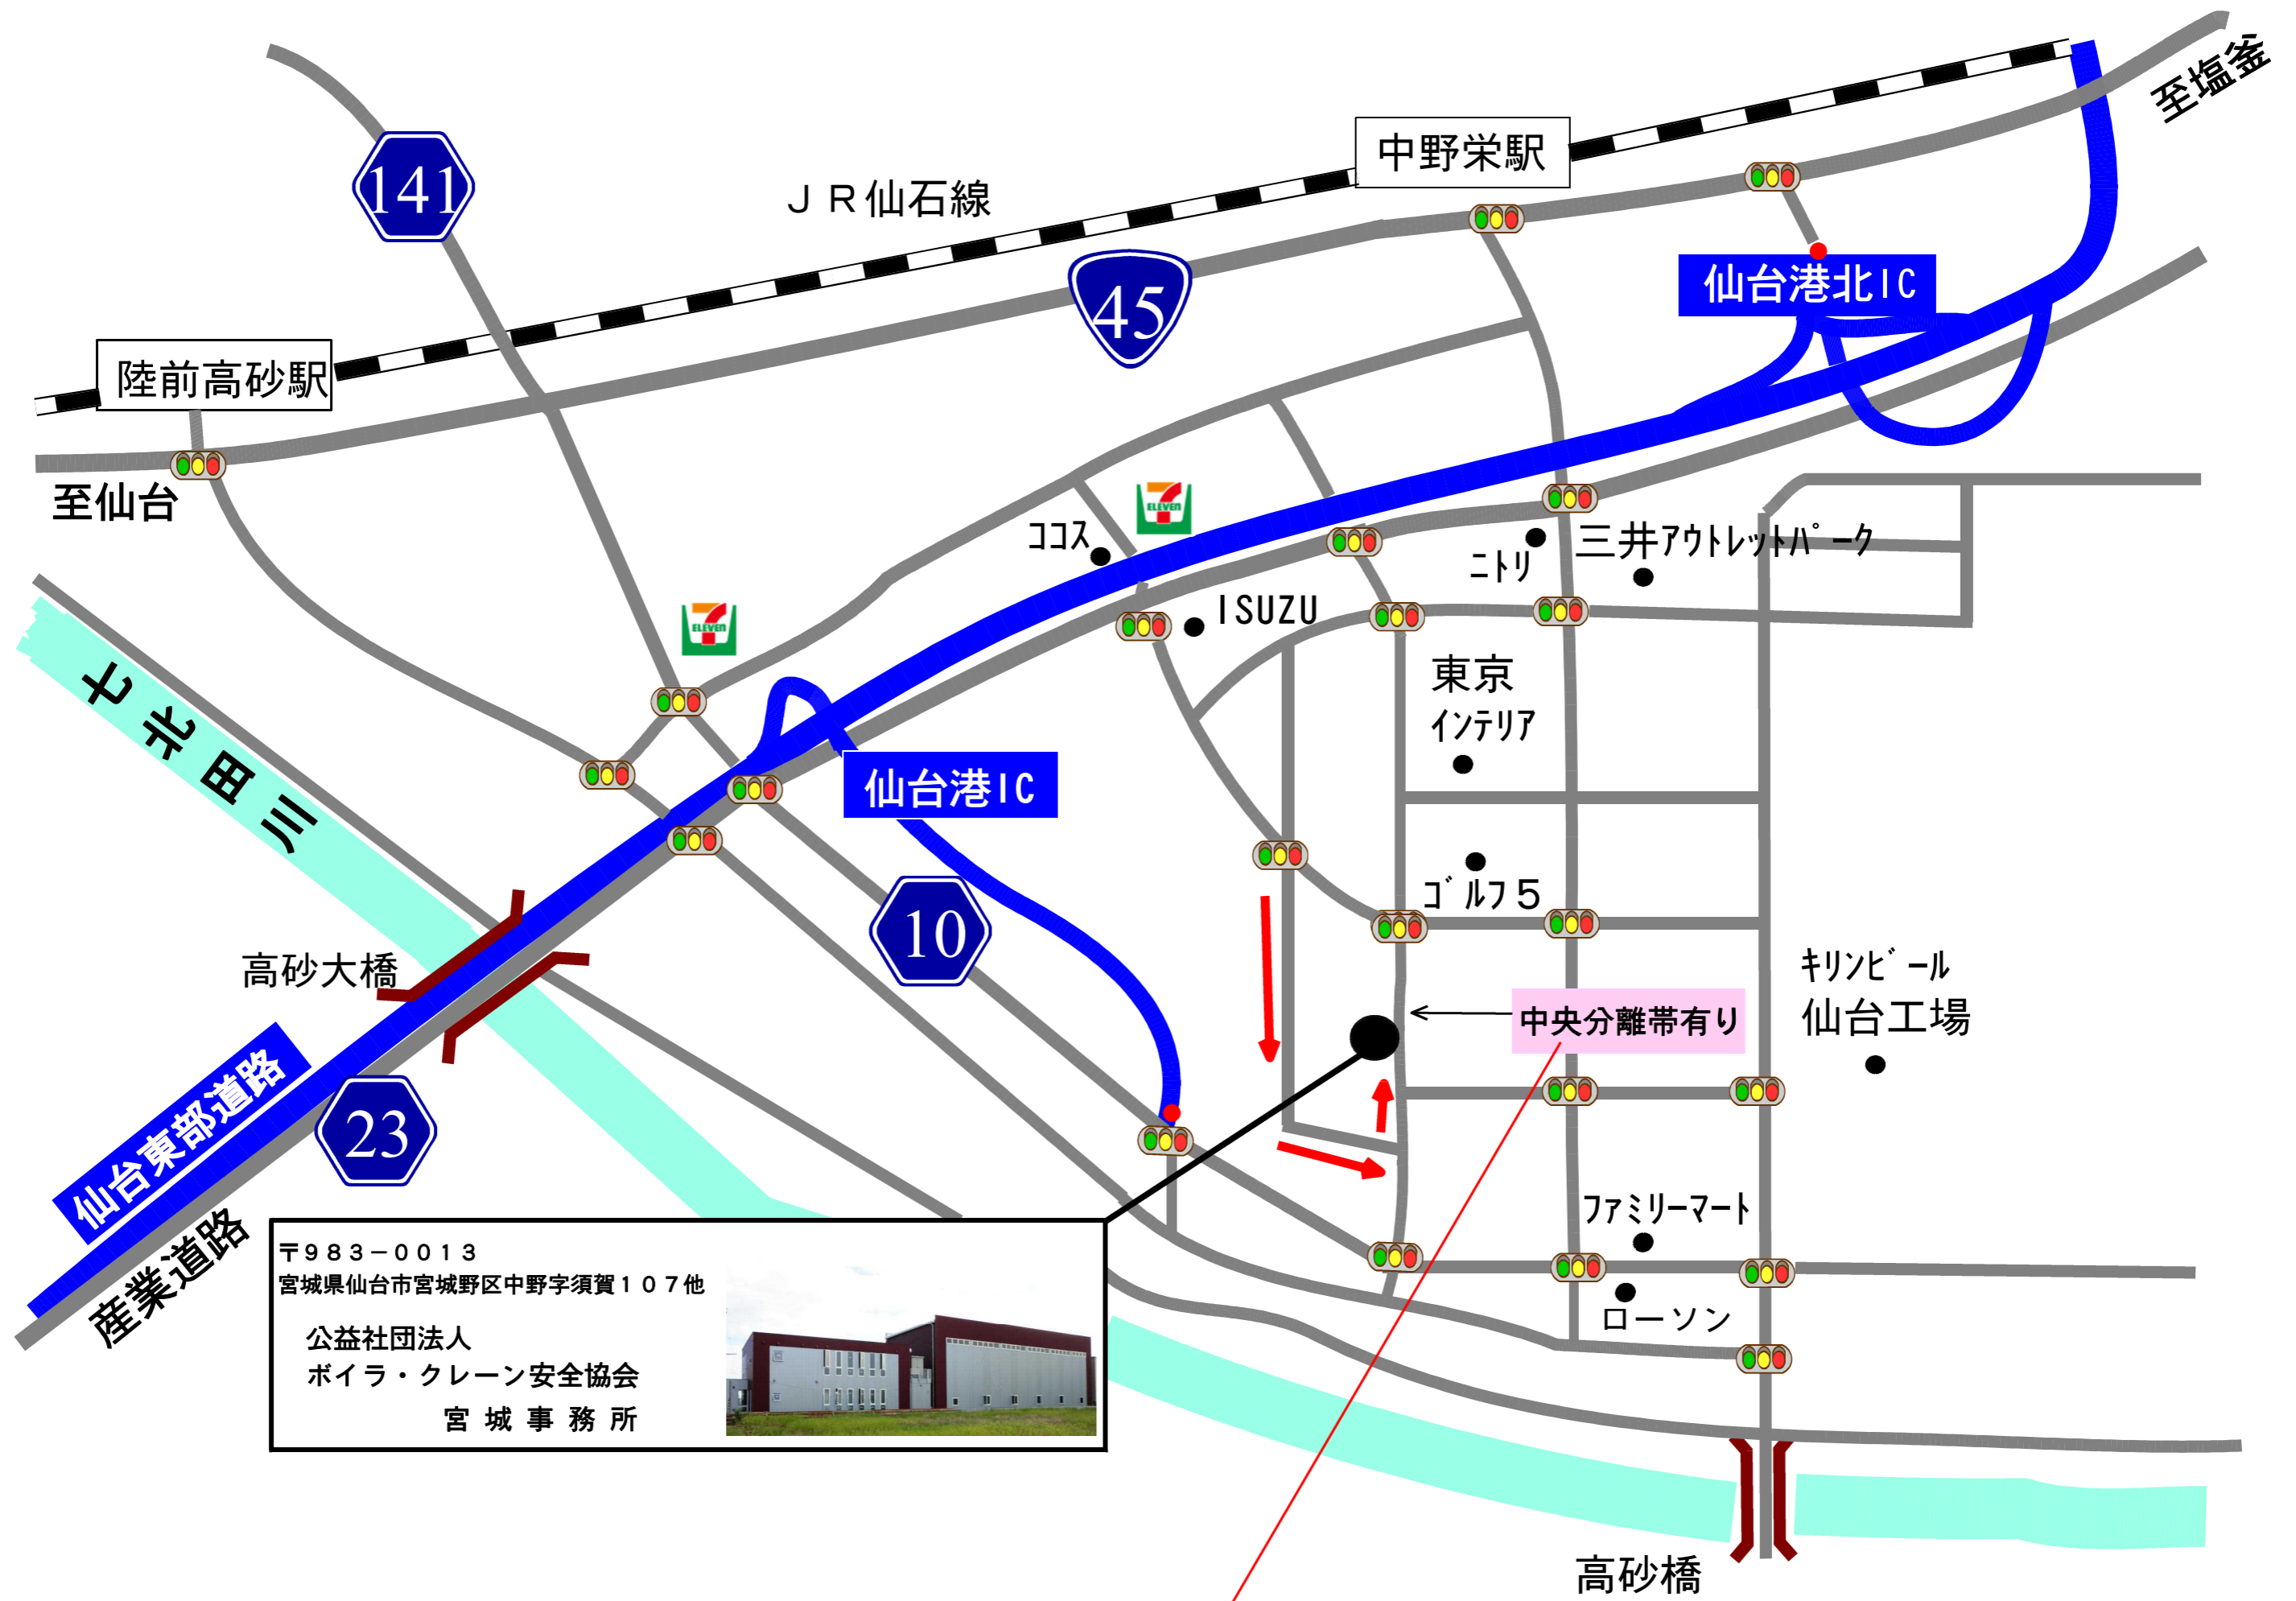 至塩釜
中野栄駅
141
ＪＲ仙石線
45
仙台港北IC
陸前高砂駅
至仙台
7
ELEVEN
ココス
ニトリ
三井アウトレットパーク
ISUZU
7
ELEVEN
東京
インテリア
七北田川
仙台港IC
ゴルフ５
10
高砂大橋
キリンビール
仙台工場
中央分離帯有り
仙台東部道路
23
産業道路
ファミリーマート
ローソン
〒９８３－００１３
宮城県仙台市宮城野区中野字須賀１０７他
公益社団法人
ボイラ・クレーン安全協会
宮城事務所
高砂橋